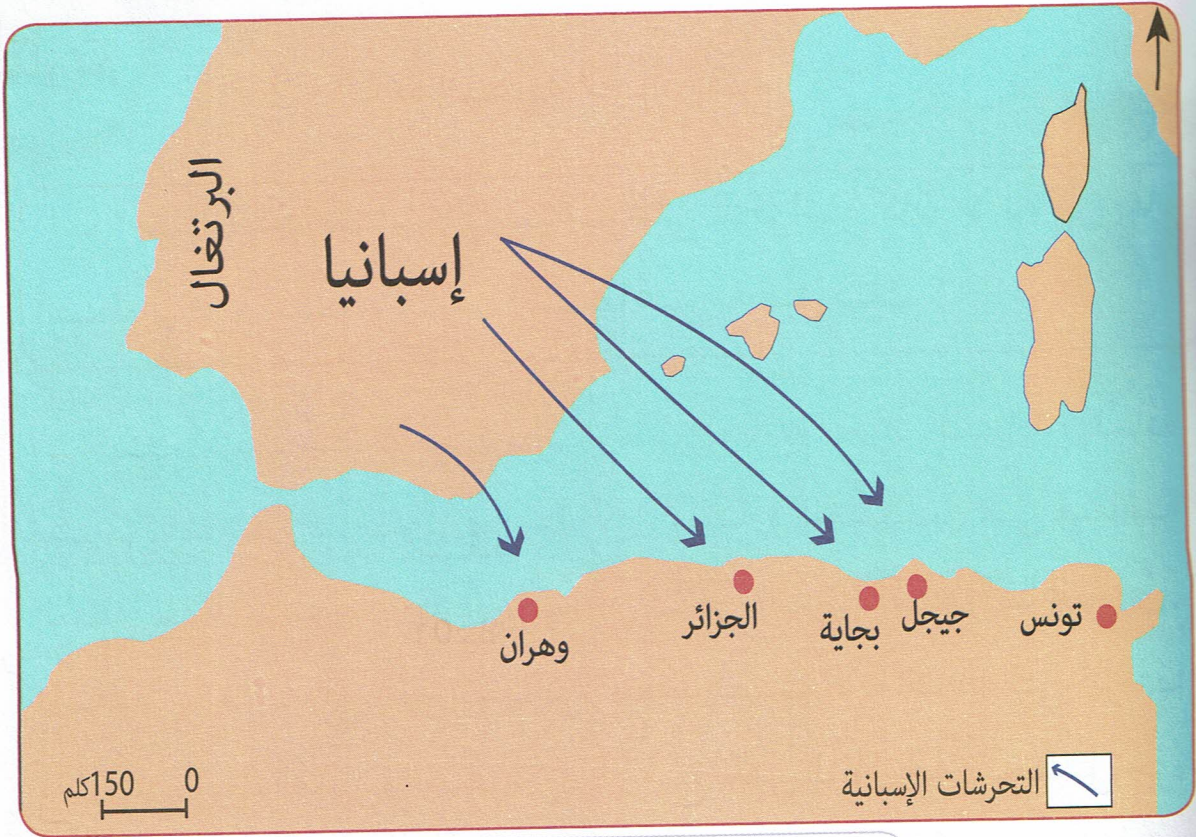 البرتغال
إسبانيا
وهران
الجزائر
بجاية
جيجل
تونس
التحرشات الإسبانية
0 150كلم